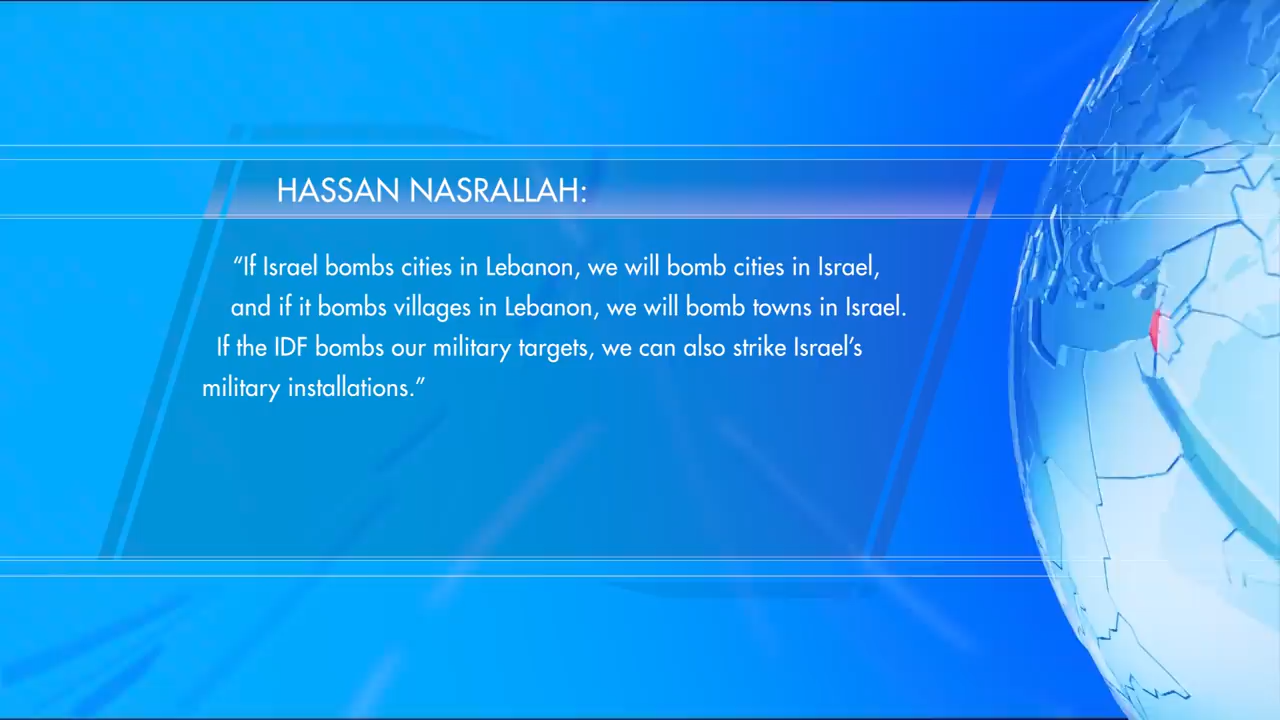 HASSAN NASRALLAH:
“If Israel bombs cities in Lebanon, we will bomb cities in Israel,
and if it bombs villages in Lebanon, we will bomb towns in Israel.
If the IDF bombs our military targets, we can also strike Israel’s
military installations.”